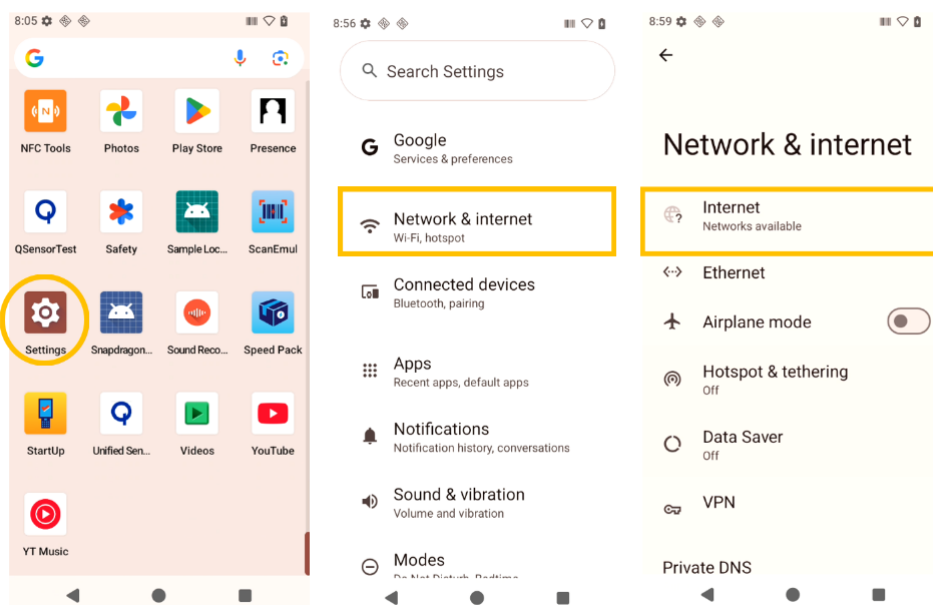 8:05
NFC Tools
Photos
Play Store
Presence
QSensorTest
Safety
Sample Loc...
ScanEmul
Settings
Snapdragon...
Sound Reco...
Speed Pack
StartUp
Unified Sen...
Videos
YouTube
YT Music
8:56
Search Settings
Google
Services & preferences
Network & internet
Wi-Fi, hotspot
Connected devices
Bluetooth, pairing
Apps
Recent apps, default apps
Notifications
Notification history, conversations
Sound & vibration
Volume and vibration
Modes
Do Not Disturb, Bedtime
8:59
Network & internet
Internet
Networks available
Ethernet
Airplane mode
Hotspot & tethering
Off
Data Saver
Off
VPN
Private DNS